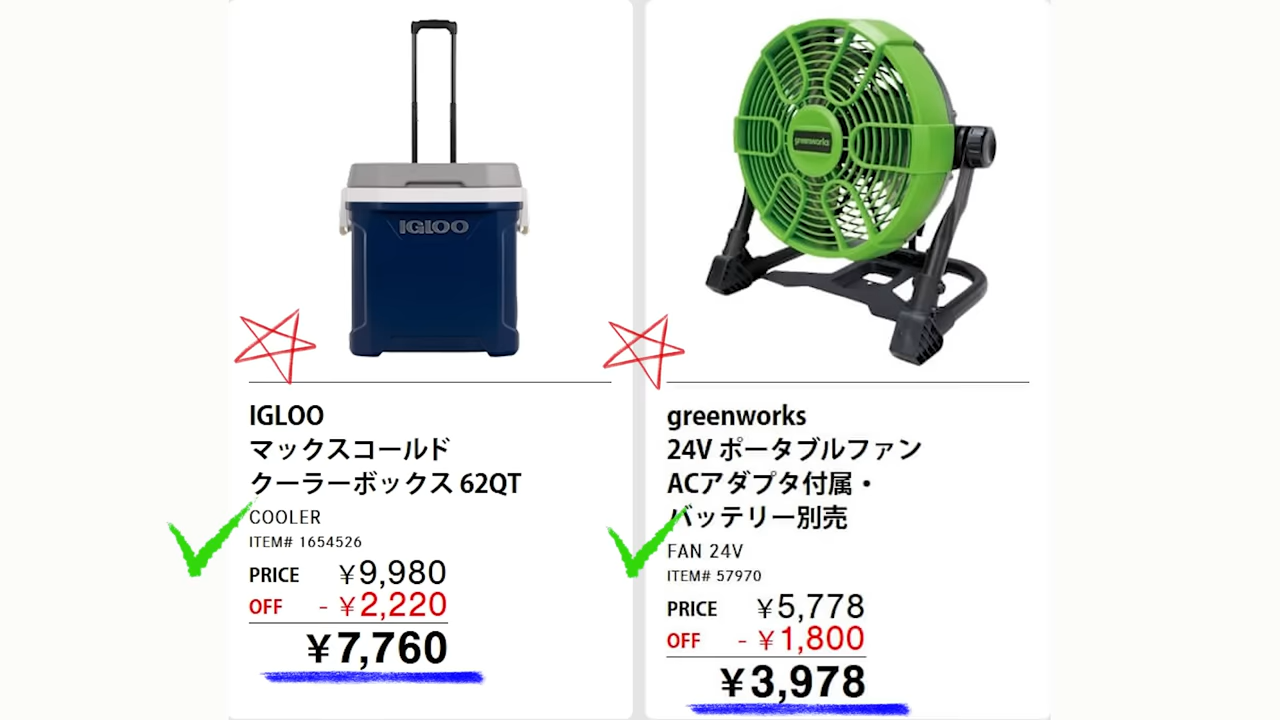 IGLOO
IGLOO
マックスコールド
クーラーボックス 62QT
COOLER
ITEM# 1654526
PRICE ¥9,980
OFF - ¥2,220
¥7,760
greenworks
greenworks
24V ポータブルファン
ACアダプタ付属・
バッテリー別売
FAN 24V
ITEM# 57970
PRICE ¥5,778
OFF - ¥1,800
¥3,978